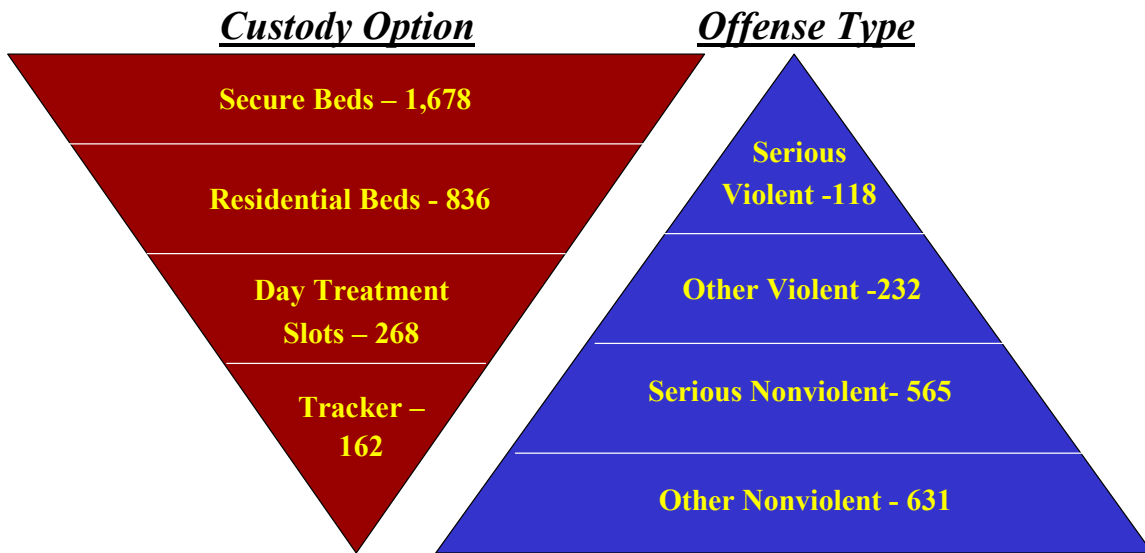 Custody Option
Offense Type
Secure Beds – 1,678
Residential Beds - 836
Day Treatment
Slots – 268
Tracker –
162
Serious
Violent -118
Other Violent -232
Serious Nonviolent- 565
Other Nonviolent - 631